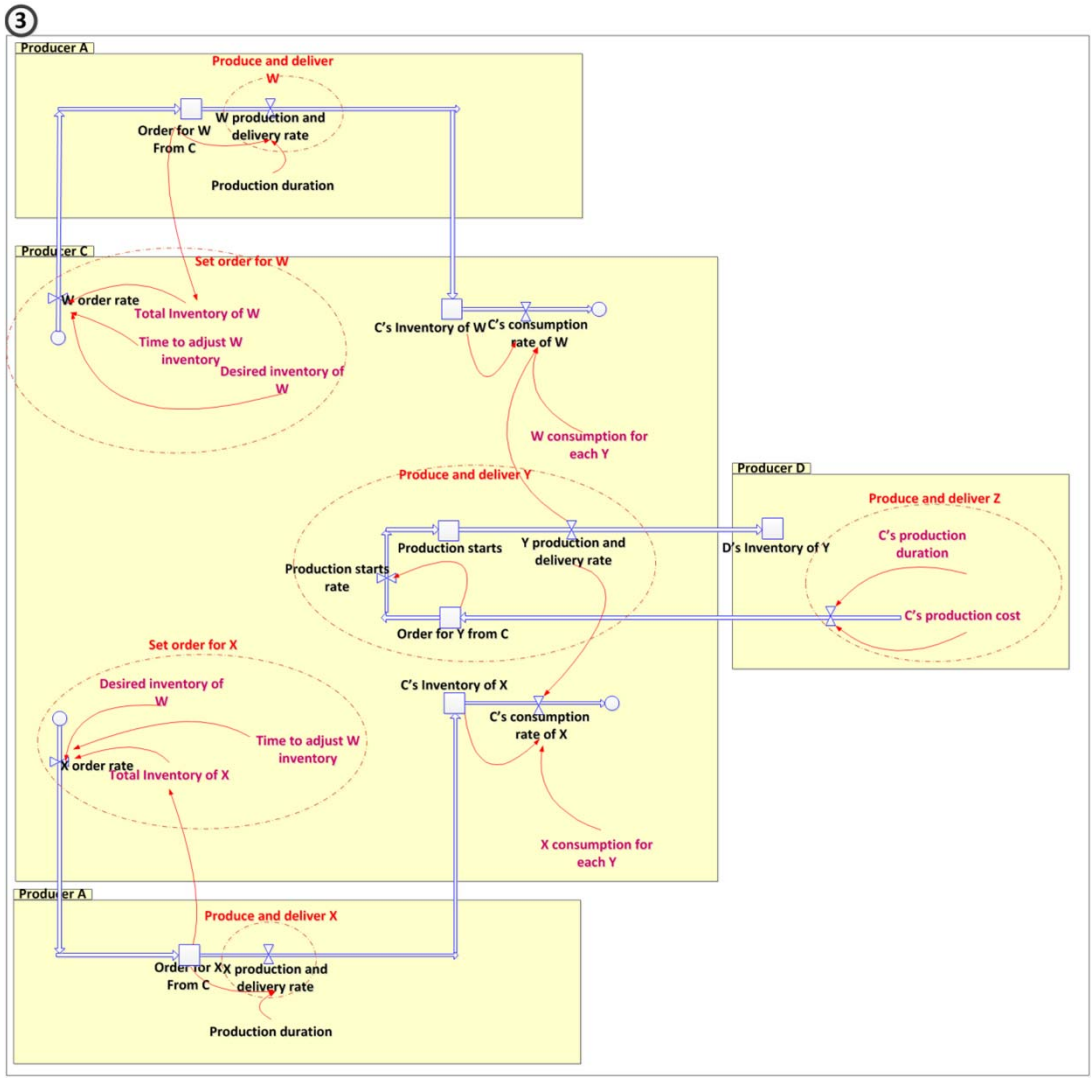 3
Producer A
Produce and deliver
W
Order for W
From C
W production and
delivery rate
Production duration
Producer C
Set order for W
W order rate
Total Inventory of W
Time to adjust W
inventory
Desired inventory of
W
C's Inventory of W
C's consumption
rate of W
W consumption for
each Y
Produce and deliver Y
Production starts
Y production and
delivery rate
Production starts
rate
Order for Y from C
Producer D
Produce and deliver Z
C's production
duration
D's Inventory of Y
C's production cost
Set order for X
Desired inventory of
W
Time to adjust W
inventory
X order rate
Total Inventory of X
C's Inventory of X
C's consumption
rate of X
X consumption for
each Y
Producer A
Produce and deliver X
Order for X
From C
X production and
delivery rate
Production duration